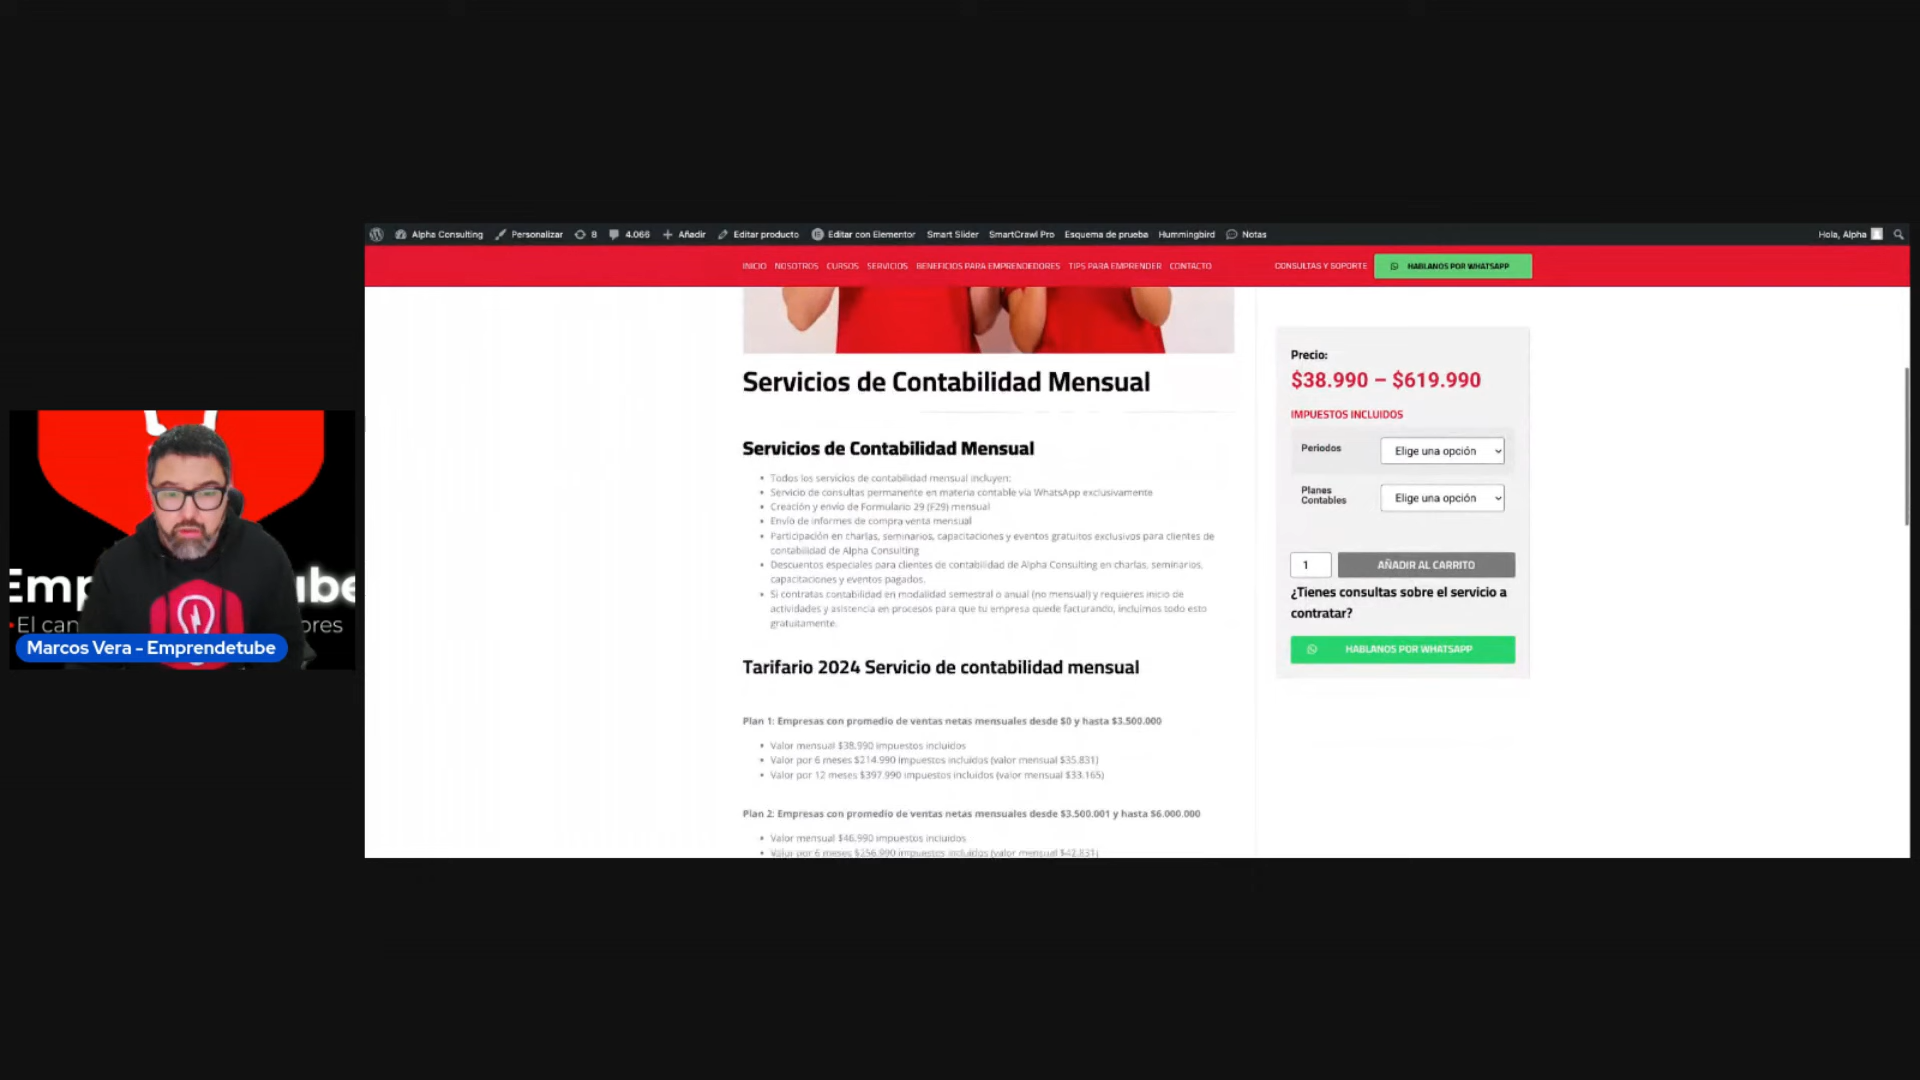 Alpha Consulting Personalizar 8 4.066 Añadir Editar producto Editar con Elementor Smart Slider SmartCrawl Pro Esquema de prueba Hummingbird Notas Hola, Alpha
INICIO NOSOTROS CURSOS SERVICIOS BENEFICIOS PARA EMPRENDEDORES TIPS PARA EMPRENDER CONTACTO CONSULTAS Y SOPORTE HABLANOS POR WHATSAPP
Servicios de Contabilidad Mensual
Servicios de Contabilidad Mensual
Todos los servicios de contabilidad mensual incluyen:
Servicio de consultas permanente en materia contable vía WhatsApp exclusivamente
Creación y envío de Formulario 29 (F29) mensual
Envío de informes de compra venta mensual
Participación en charlas, seminarios, capacitaciones y eventos gratuitos exclusivos para clientes de
contabilidad de Alpha Consulting
Descuentos especiales para clientes de contabilidad de Alpha Consulting en charlas, seminarios,
capacitaciones y eventos pagados.
Si contratas contabilidad en modalidad semestral o anual (no mensual) y requieres inicio de
actividades y asistencia en procesos para que tu empresa quede facturando, incluimos todo esto
gratuitamente.
Tarifario 2024 Servicio de contabilidad mensual
Plan 1: Empresas con promedio de ventas netas mensuales desde $0 y hasta $3.500.000
Valor mensual $38.990 impuestos incluidos
Valor por 6 meses $214.990 impuestos incluidos (valor mensual $35.831)
Valor por 12 meses $397.990 impuestos incluidos (valor mensual $33.165)
Plan 2: Empresas con promedio de ventas netas mensuales desde $3.500.001 y hasta $6.000.000
Valor mensual $46.990 impuestos incluidos
Valor por 6 meses $256.990 impuestos incluidos (valor mensual $42.831)
Precio:
$38.990 – $619.990
IMPUESTOS INCLUIDOS
Periodos Elige una opción
Planes
Contables
Elige una opción
1 AÑADIR AL CARRITO
¿Tienes consultas sobre el servicio a
contratar?
HABLANOS POR WHATSAPP
Emp ube
El can ores
Marcos Vera - Emprendetube